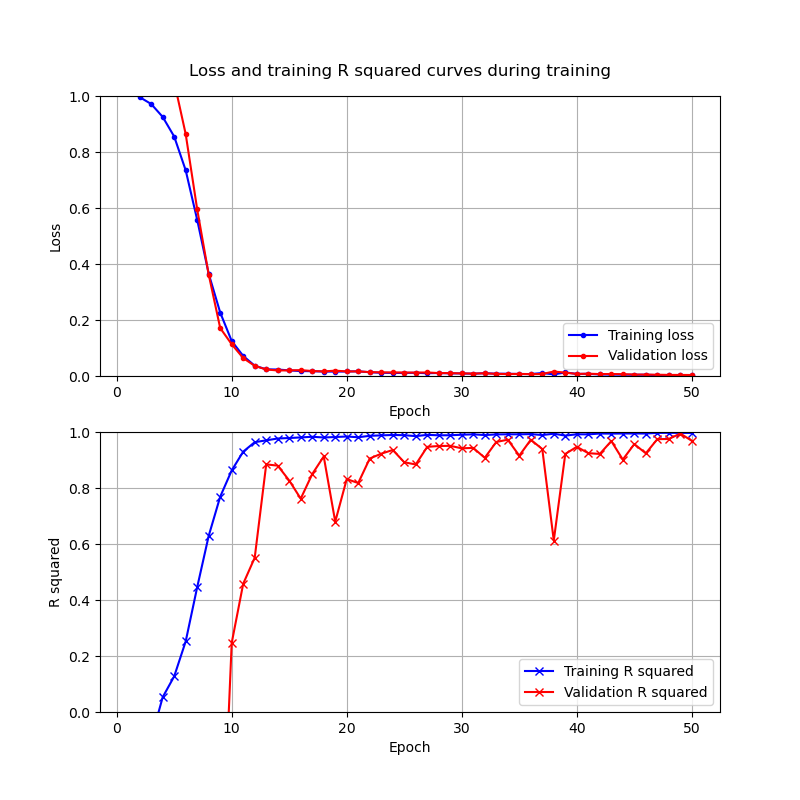 Loss and training R squared curves during training
1.0
0.8
0.6
0.4
0.2
0.0
Loss
Training loss
Validation loss
0 10 20 30 40 50
Epoch
1.0
0.8
0.6
0.4
0.2
0.0
R squared
Training R squared
Validation R squared
0 10 20 30 40 50
Epoch